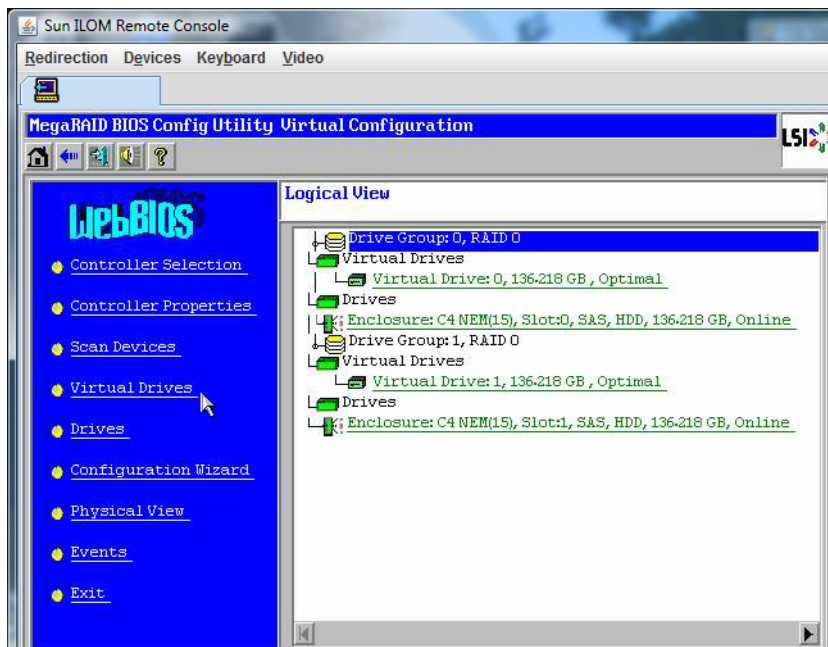 Sun ILOM Remote Console
Redirection Devices Keyboard Video
MegaRAID BIOS Config Utility Virtual Configuration
LSI
WebBIOS
Controller Selection
Controller Properties
Scan Devices
Virtual Drives
Drives
Configuration Wizard
Physical View
Events
Exit
Logical View
Drive Group: 0, RAID 0
Virtual Drives
Virtual Drive: 0, 136.218 GB , Optimal
Drives
Enclosure: C4 NEM(15), Slot:0, SAS, HDD, 136.218 GB, Online
Drive Group: 1, RAID 0
Virtual Drives
Virtual Drive: 1, 136.218 GB , Optimal
Drives
Enclosure: C4 NEM(15), Slot:1, SAS, HDD, 136.218 GB, Online